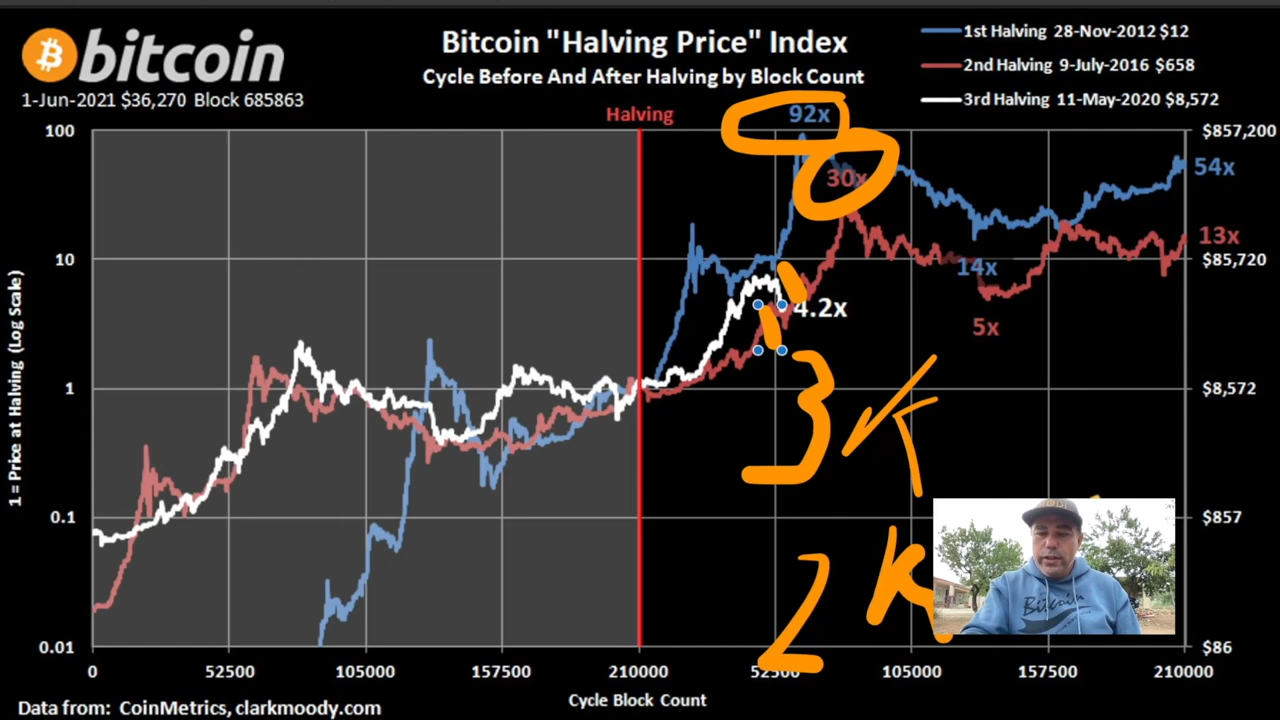 bitcoin
1-Jun-2021 $36,270 Block 685863
Bitcoin "Halving Price" Index
Cycle Before And After Halving by Block Count
1st Halving 28-Nov-2012 $12
2nd Halving 9-July-2016 $658
3rd Halving 11-May-2020 $8,572
Halving
92x
30x
54x
13x
14x
5x
4.2x
3K
2K
1 = Price at Halving (Log Scale)
100
10
1
0.1
0.01
$857,200
$85,720
$8,572
$857
$86
0
52500
105000
157500
210000
52500
105000
157500
210000
Cycle Block Count
Data from: CoinMetrics, clarkmoody.com
Bitcoin